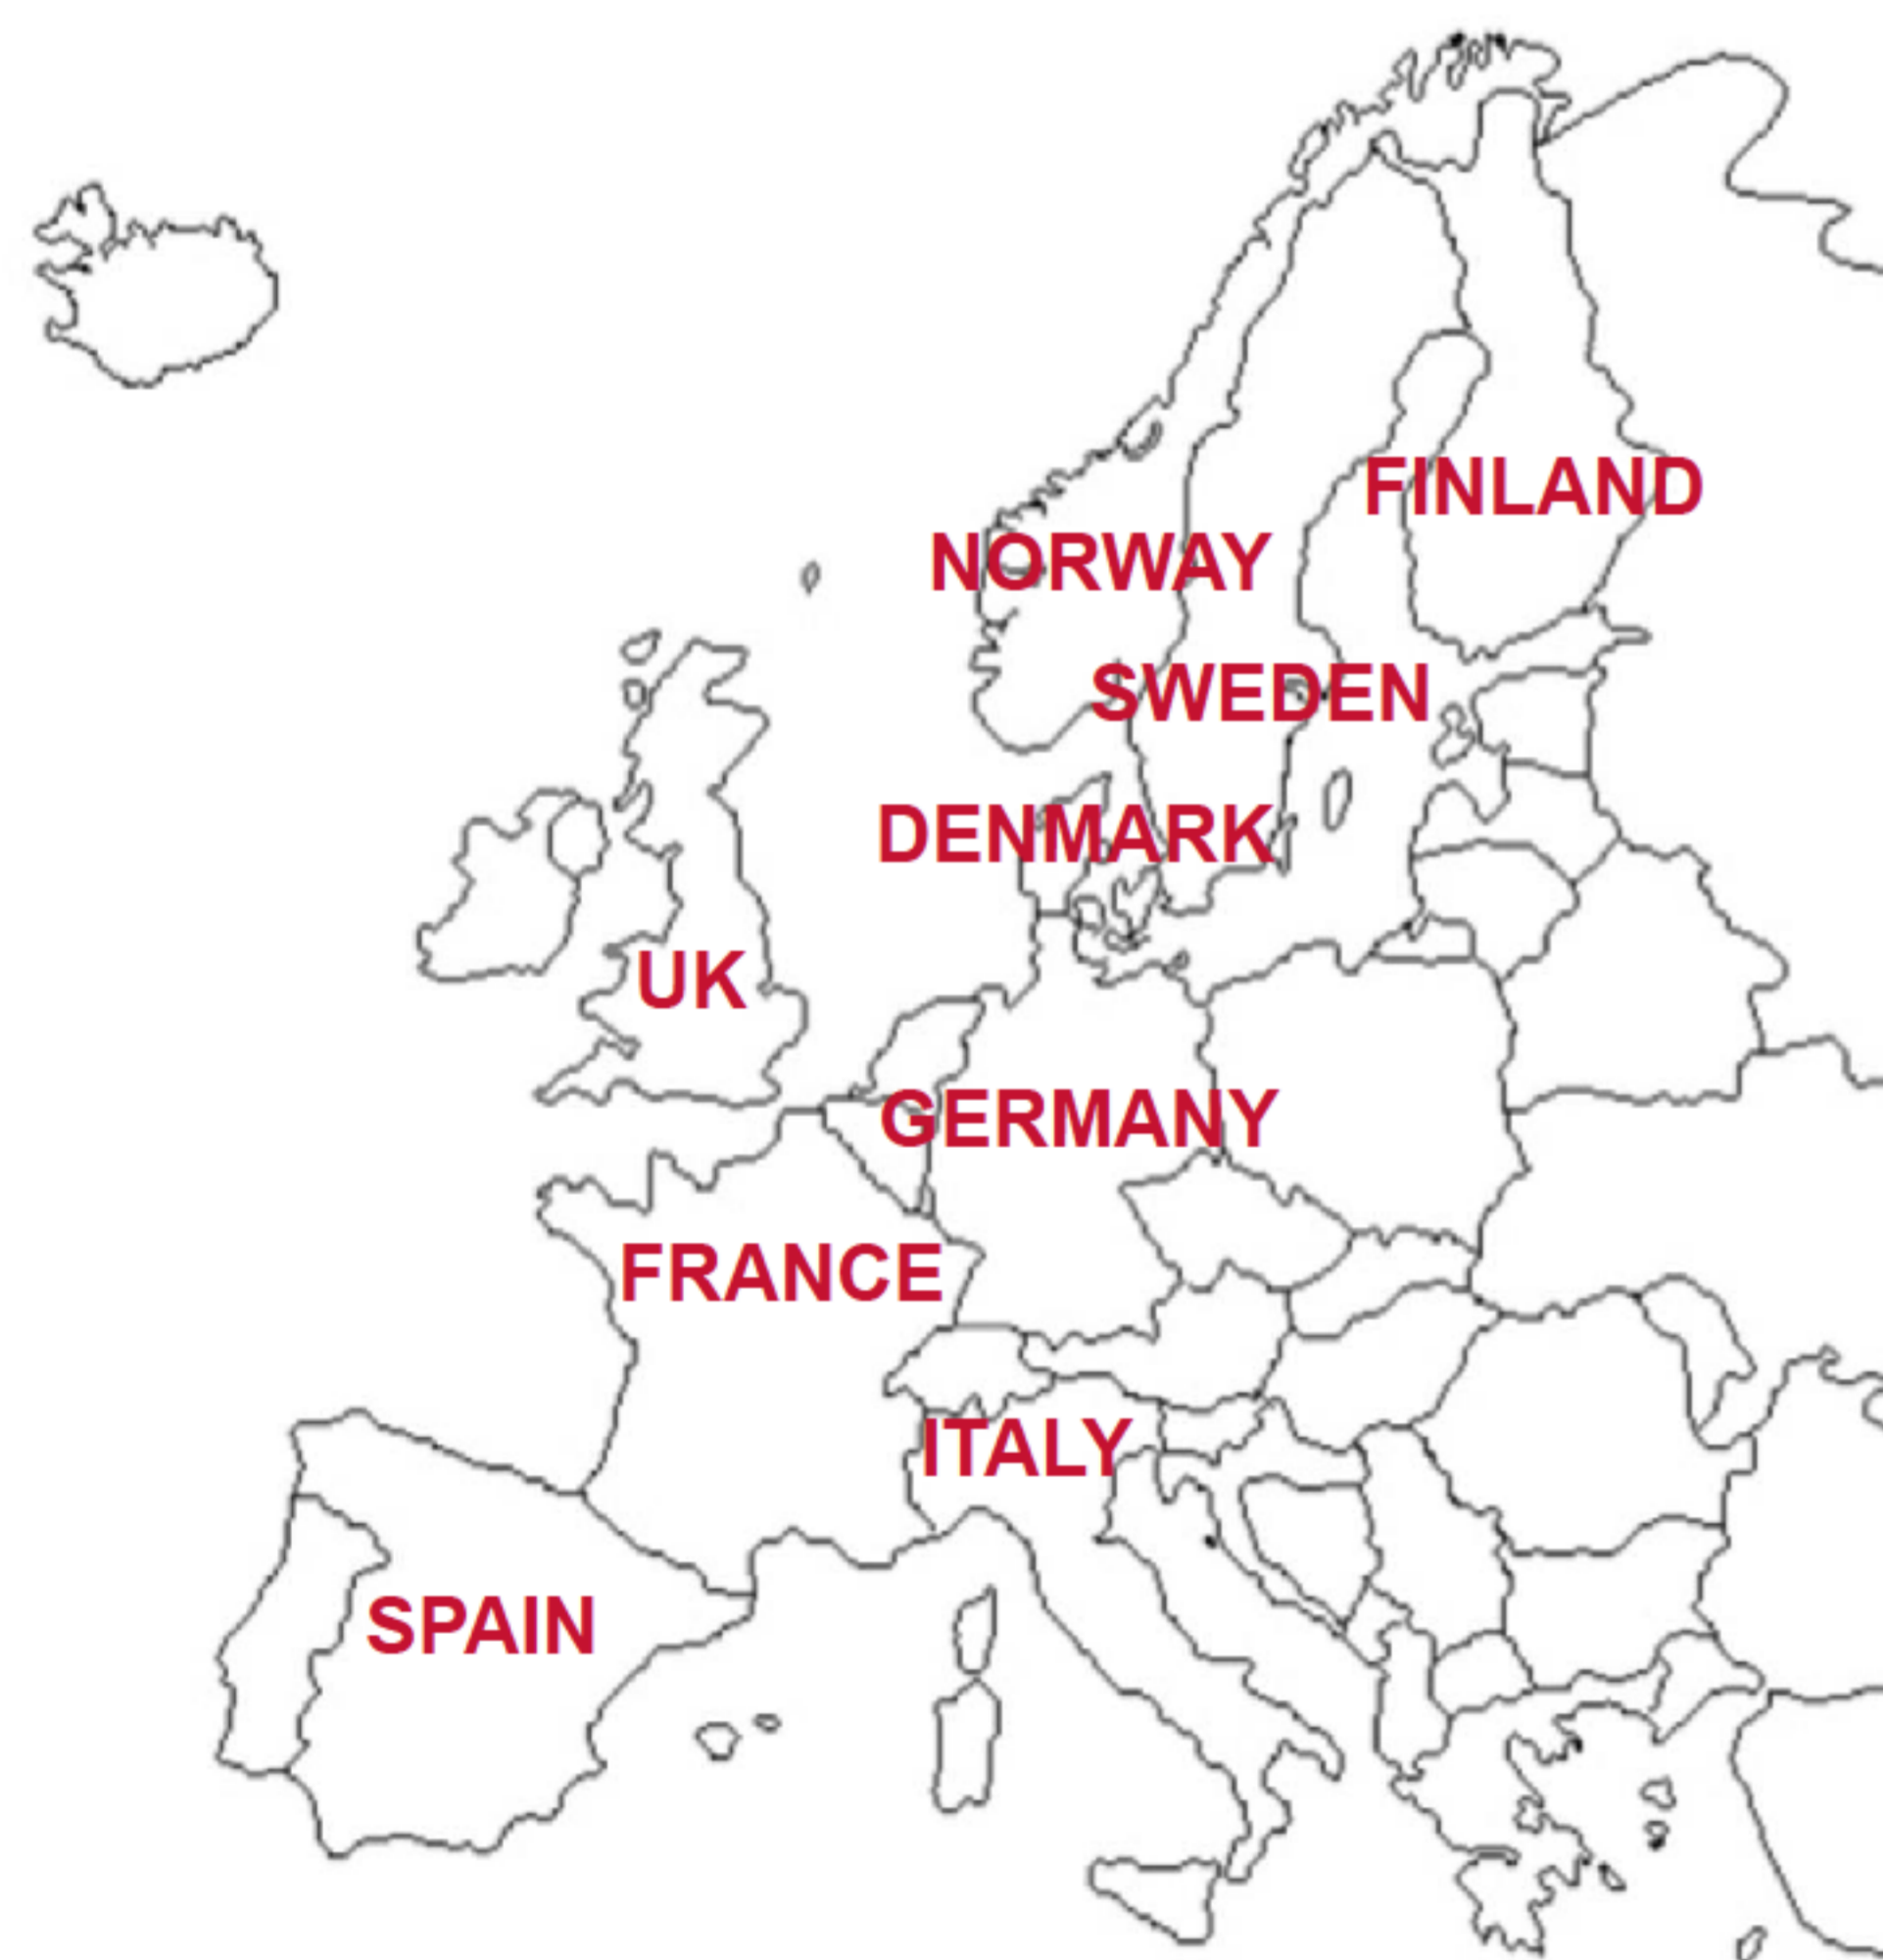 FINLAND
NORWAY
SWEDEN
DENMARK
UK
GERMANY
FRANCE
ITALY
SPAIN